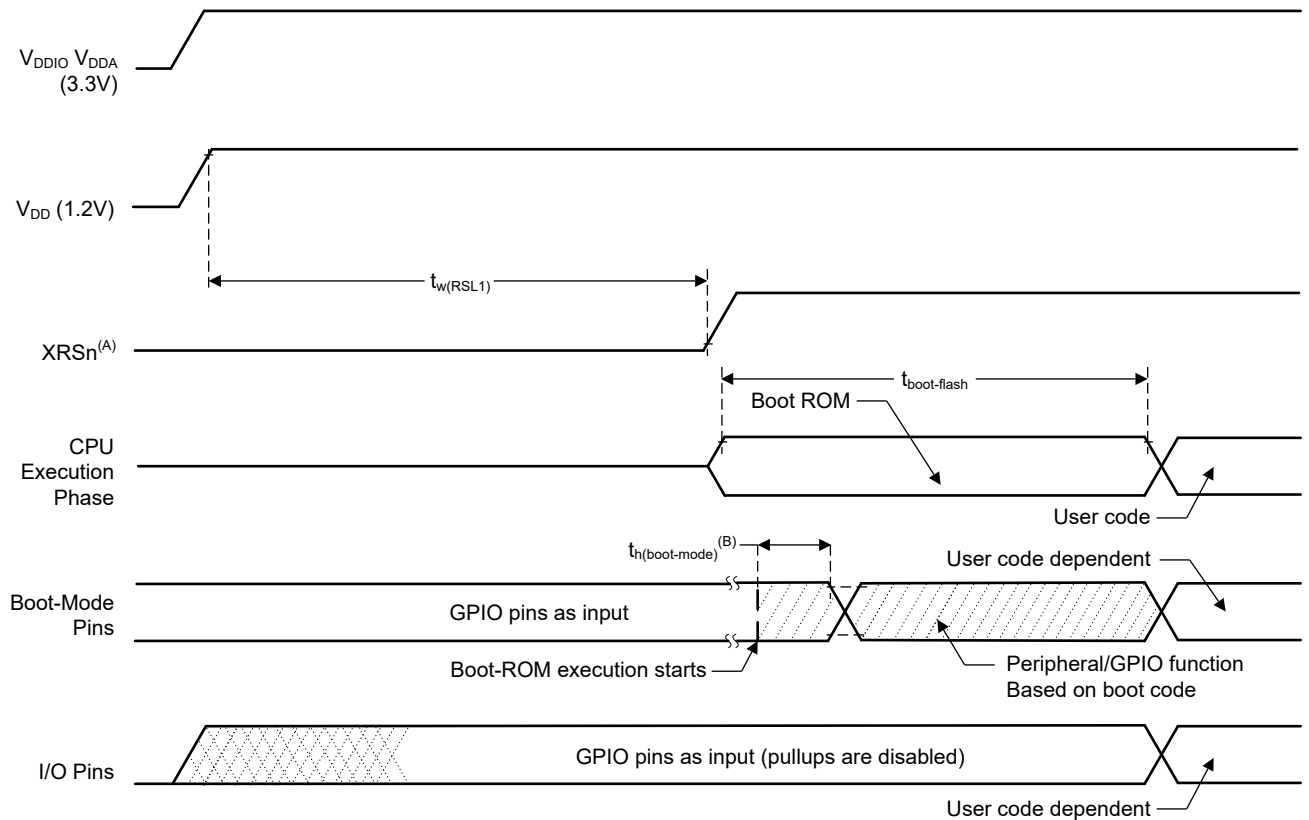 VDDIO VDDA
(3.3V)
VDD (1.2V)
tw(RSL1)
XRSn(A)
tboot-flash
Boot ROM
CPU
Execution
Phase
User code
th(boot-mode)(B)
User code dependent
Boot-Mode
Pins
GPIO pins as input
Boot-ROM execution starts
Peripheral/GPIO function
Based on boot code
I/O Pins
GPIO pins as input (pullups are disabled)
User code dependent